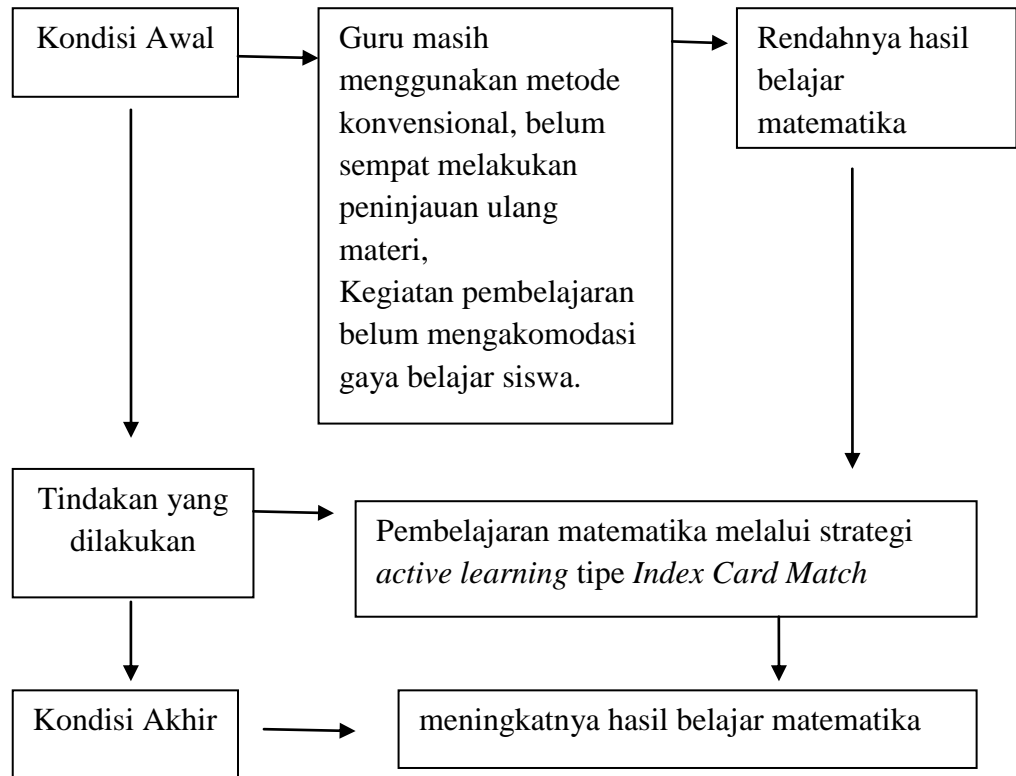 Kondisi Awal
Guru masih
menggunakan metode
konvensional, belum
sempat melakukan
peninjauan ulang
materi,
Kegiatan pembelajaran
belum mengakomodasi
gaya belajar siswa.
Rendahnya hasil
belajar
matematika
Tindakan yang
dilakukan
Pembelajaran matematika melalui strategi
active learning tipe Index Card Match
Kondisi Akhir
meningkatnya hasil belajar matematika